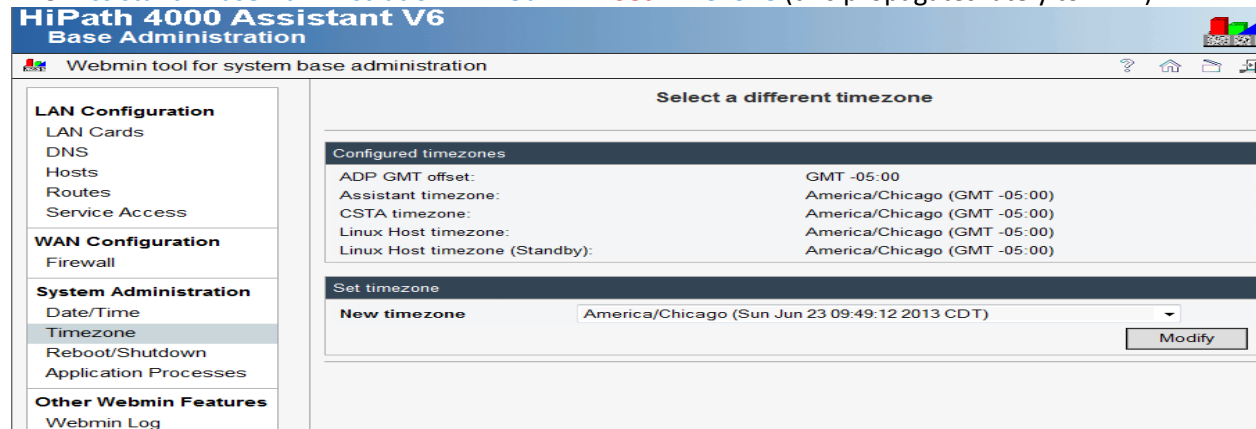 HiPath 4000 Assistant V6
Base Administration
Webmin tool for system base administration
LAN Configuration
LAN Cards
DNS
Hosts
Routes
Service Access
WAN Configuration
Firewall
System Administration
Date/Time
Timezone
Reboot/Shutdown
Application Processes
Other Webmin Features
Webmin Log
Select a different timezone
Configured timezones
ADP GMT offset: GMT -05:00
Assistant timezone: America/Chicago (GMT -05:00)
CSTA timezone: America/Chicago (GMT -05:00)
Linux Host timezone: America/Chicago (GMT -05:00)
Linux Host timezone (Standby): America/Chicago (GMT -05:00)
Set timezone
New timezone America/Chicago (Sun Jun 23 09:49:12 2013 CDT)
Modify